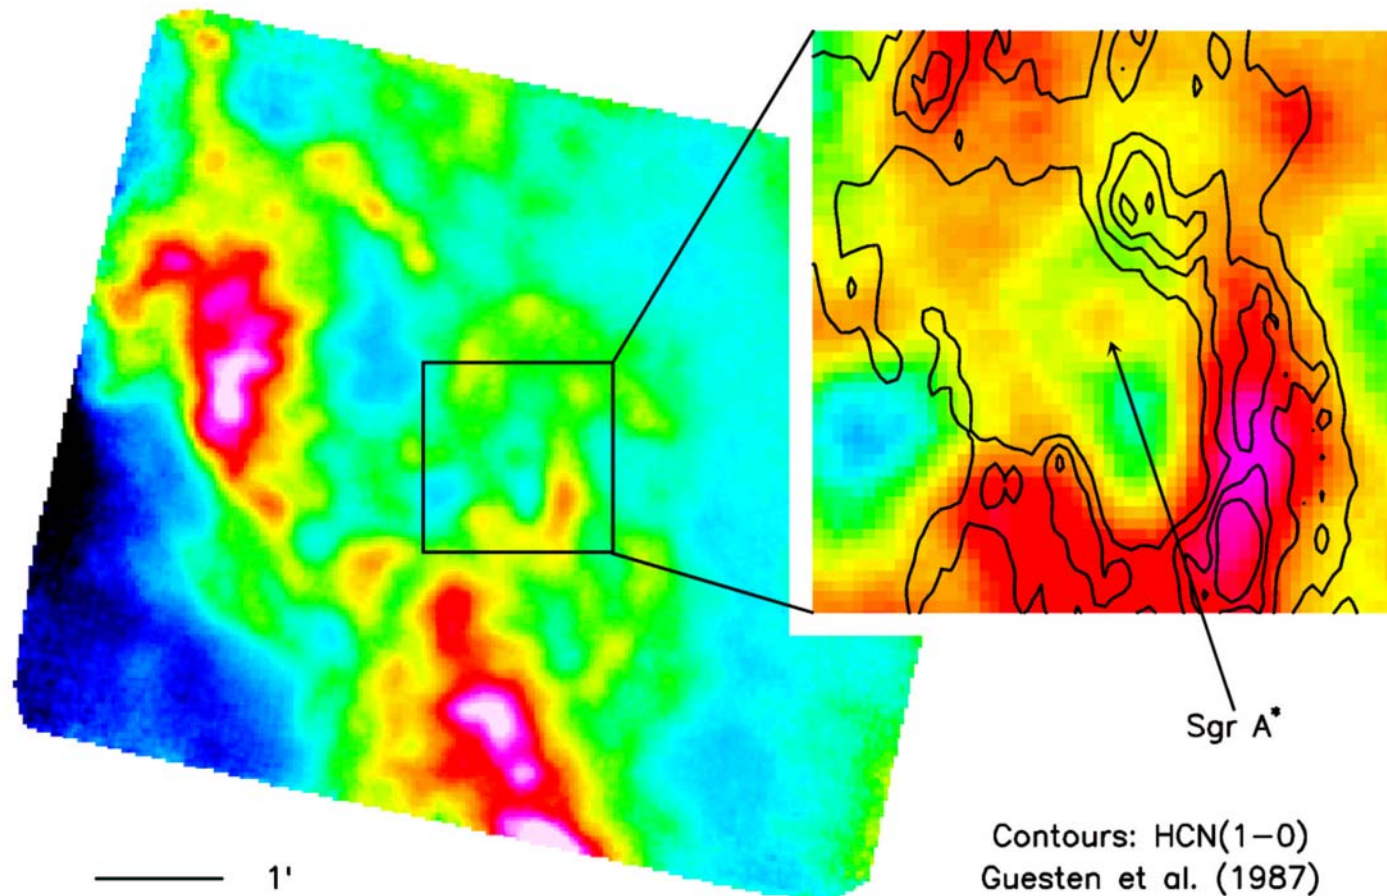 Sgr A*
1'
Contours: HCN(1-0)
Guesten et al. (1987)